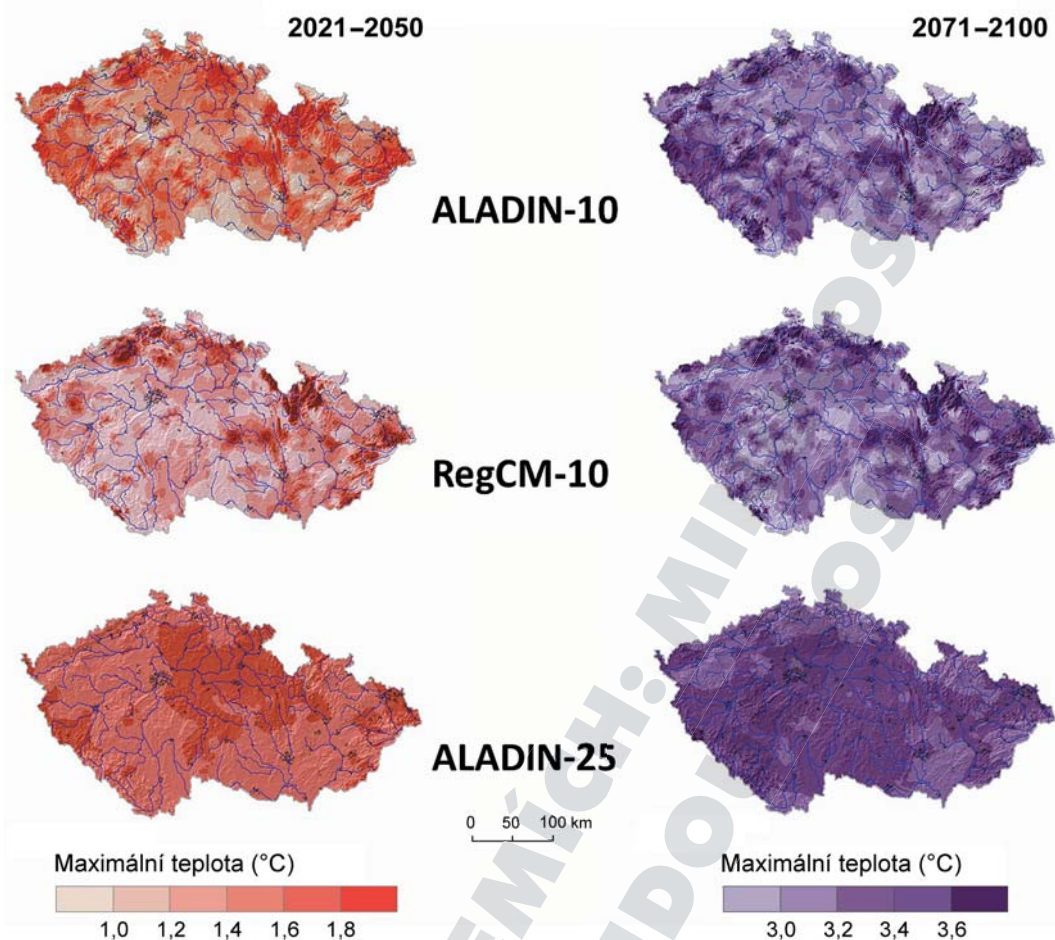 2021–2050
2071–2100
ALADIN-10
RegCM-10
ALADIN-25
0 50 100 km
Maximální teplota (°C)
1,0 1,2 1,4 1,6 1,8
Maximální teplota (°C)
3,0 3,2 3,4 3,6